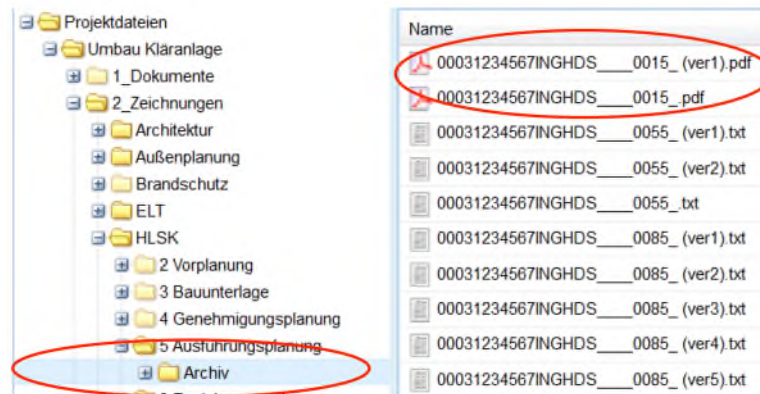 Projektdateien
Umbau Kläranlage
1_Dokumente
2_Zeichnungen
Architektur
Außenplanung
Brandschutz
ELT
HLSK
2 Vorplanung
3 Bauunterlage
4 Genehmigungsplanung
5 Ausführungsplanung
Archiv
Name
00031234567INGHDS____0015_ (ver1).pdf
00031234567INGHDS____0015_.pdf
00031234567INGHDS____0055_ (ver1).txt
00031234567INGHDS____0055_ (ver2).txt
00031234567INGHDS____0055_.txt
00031234567INGHDS____0085_ (ver1).txt
00031234567INGHDS____0085_ (ver2).txt
00031234567INGHDS____0085_ (ver3).txt
00031234567INGHDS____0085_ (ver4).txt
00031234567INGHDS____0085_ (ver5).txt